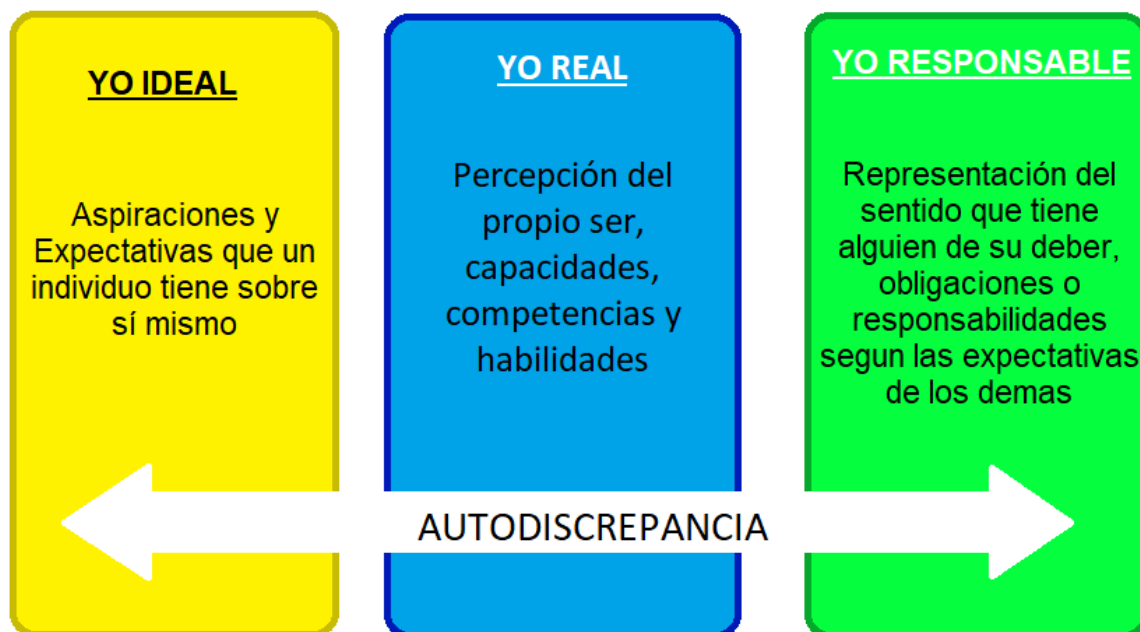 YO IDEAL
Aspiraciones y
Expectativas que un
individuo tiene sobre
sí mismo
YO REAL
Percepción del
propio ser,
capacidades,
competencias y
habilidades
YO RESPONSABLE
Representación del
sentido que tiene
alguien de su deber,
obligaciones o
responsabilidades
segun las expectativas
de los demas
AUTODISCREPANCIA